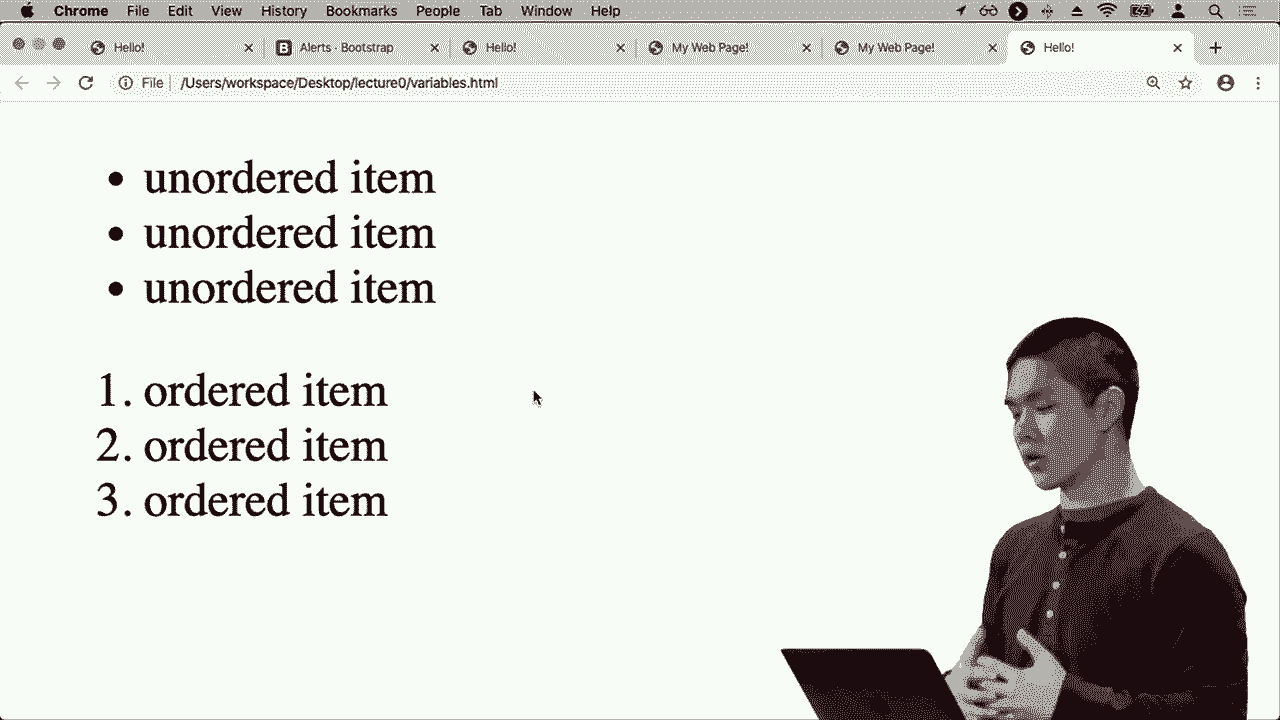 Chrome File Edit View History Bookmarks People Tab Window Help
Hello! Alerts · Bootstrap Hello! My Web Page! My Web Page! Hello!
File /Users/workspace/Desktop/lecture0/variables.html
• unordered item
• unordered item
• unordered item
1. ordered item
2. ordered item
3. ordered item